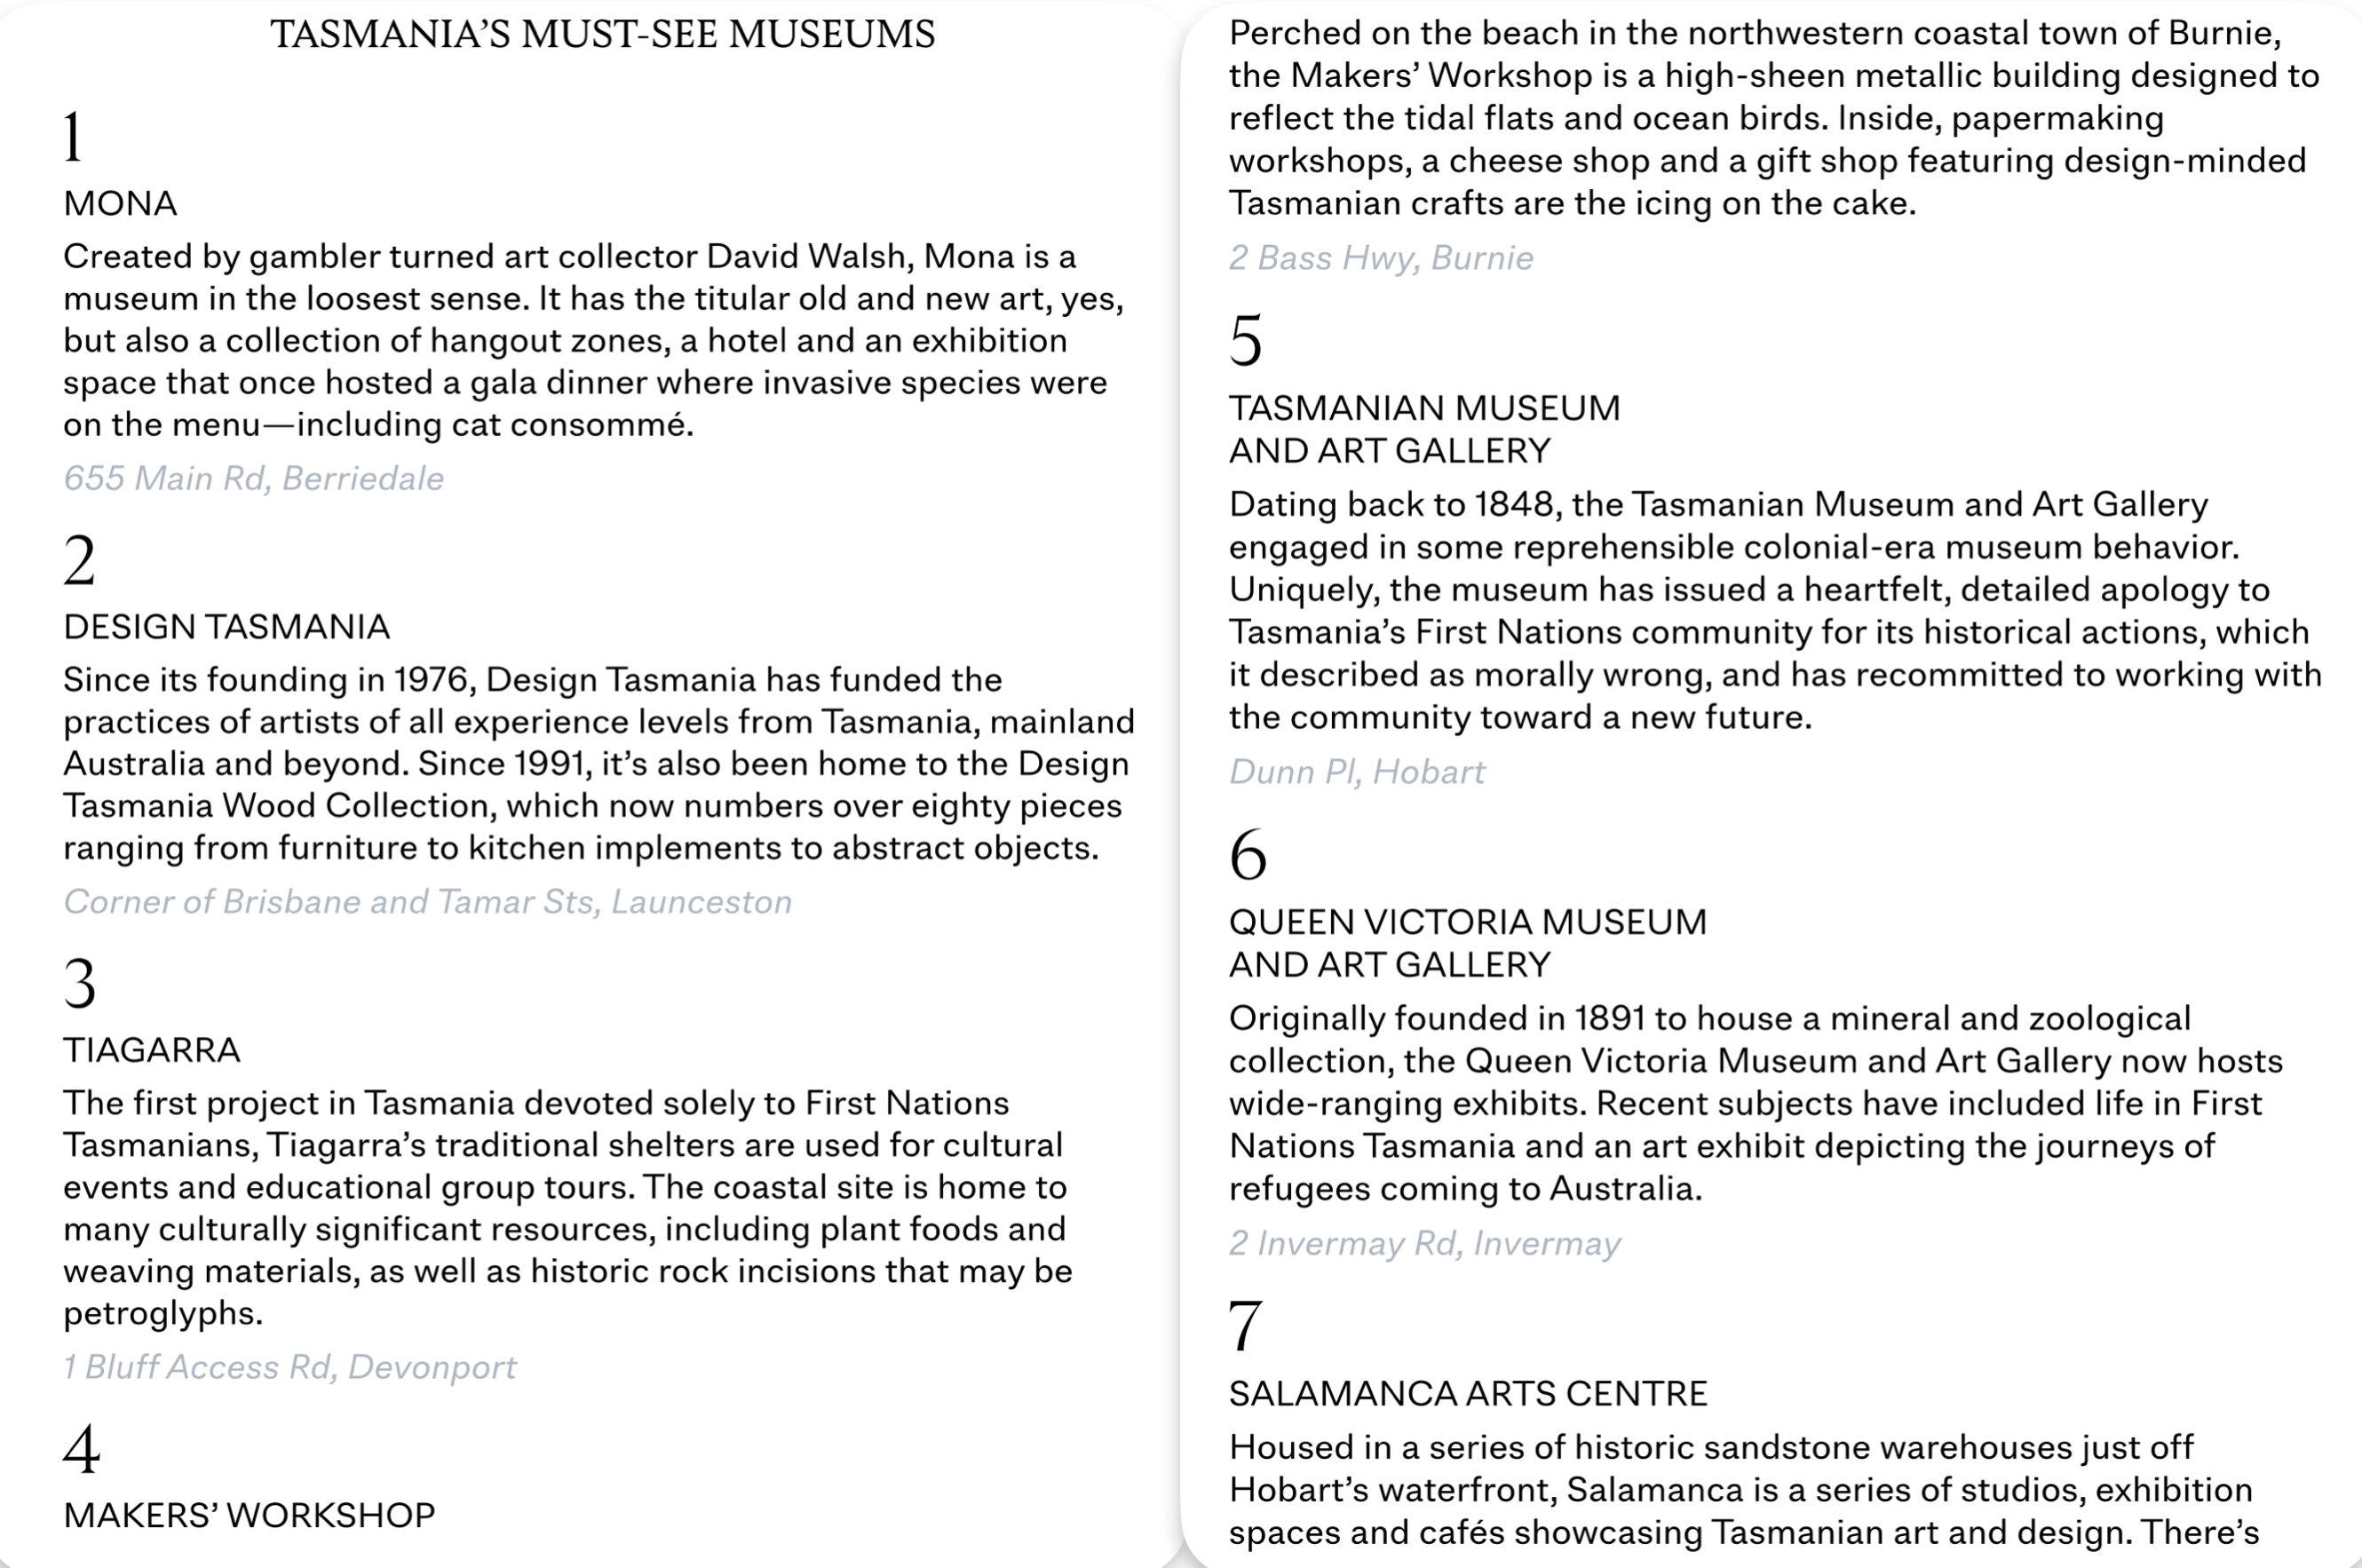 TASMANIA’S MUST-SEE MUSEUMS
1
MONA
Created by gambler turned art collector David Walsh, Mona is a
museum in the loosest sense. It has the titular old and new art, yes,
but also a collection of hangout zones, a hotel and an exhibition
space that once hosted a gala dinner where invasive species were
on the menu—including cat consommé.
655 Main Rd, Berriedale
2
DESIGN TASMANIA
Since its founding in 1976, Design Tasmania has funded the
practices of artists of all experience levels from Tasmania, mainland
Australia and beyond. Since 1991, it’s also been home to the Design
Tasmania Wood Collection, which now numbers over eighty pieces
ranging from furniture to kitchen implements to abstract objects.
Corner of Brisbane and Tamar Sts, Launceston
3
TIAGARRA
The first project in Tasmania devoted solely to First Nations
Tasmanians, Tiagarra’s traditional shelters are used for cultural
events and educational group tours. The coastal site is home to
many culturally significant resources, including plant foods and
weaving materials, as well as historic rock incisions that may be
petroglyphs.
1 Bluff Access Rd, Devonport
4
MAKERS’ WORKSHOP
Perched on the beach in the northwestern coastal town of Burnie,
the Makers’ Workshop is a high-sheen metallic building designed to
reflect the tidal flats and ocean birds. Inside, papermaking
workshops, a cheese shop and a gift shop featuring design-minded
Tasmanian crafts are the icing on the cake.
2 Bass Hwy, Burnie
5
TASMANIAN MUSEUM
AND ART GALLERY
Dating back to 1848, the Tasmanian Museum and Art Gallery
engaged in some reprehensible colonial-era museum behavior.
Uniquely, the museum has issued a heartfelt, detailed apology to
Tasmania’s First Nations community for its historical actions, which
it described as morally wrong, and has recommitted to working with
the community toward a new future.
Dunn Pl, Hobart
6
QUEEN VICTORIA MUSEUM
AND ART GALLERY
Originally founded in 1891 to house a mineral and zoological
collection, the Queen Victoria Museum and Art Gallery now hosts
wide-ranging exhibits. Recent subjects have included life in First
Nations Tasmania and an art exhibit depicting the journeys of
refugees coming to Australia.
2 Invermay Rd, Invermay
7
SALAMANCA ARTS CENTRE
Housed in a series of historic sandstone warehouses just off
Hobart’s waterfront, Salamanca is a series of studios, exhibition
spaces and cafés showcasing Tasmanian art and design. There’s